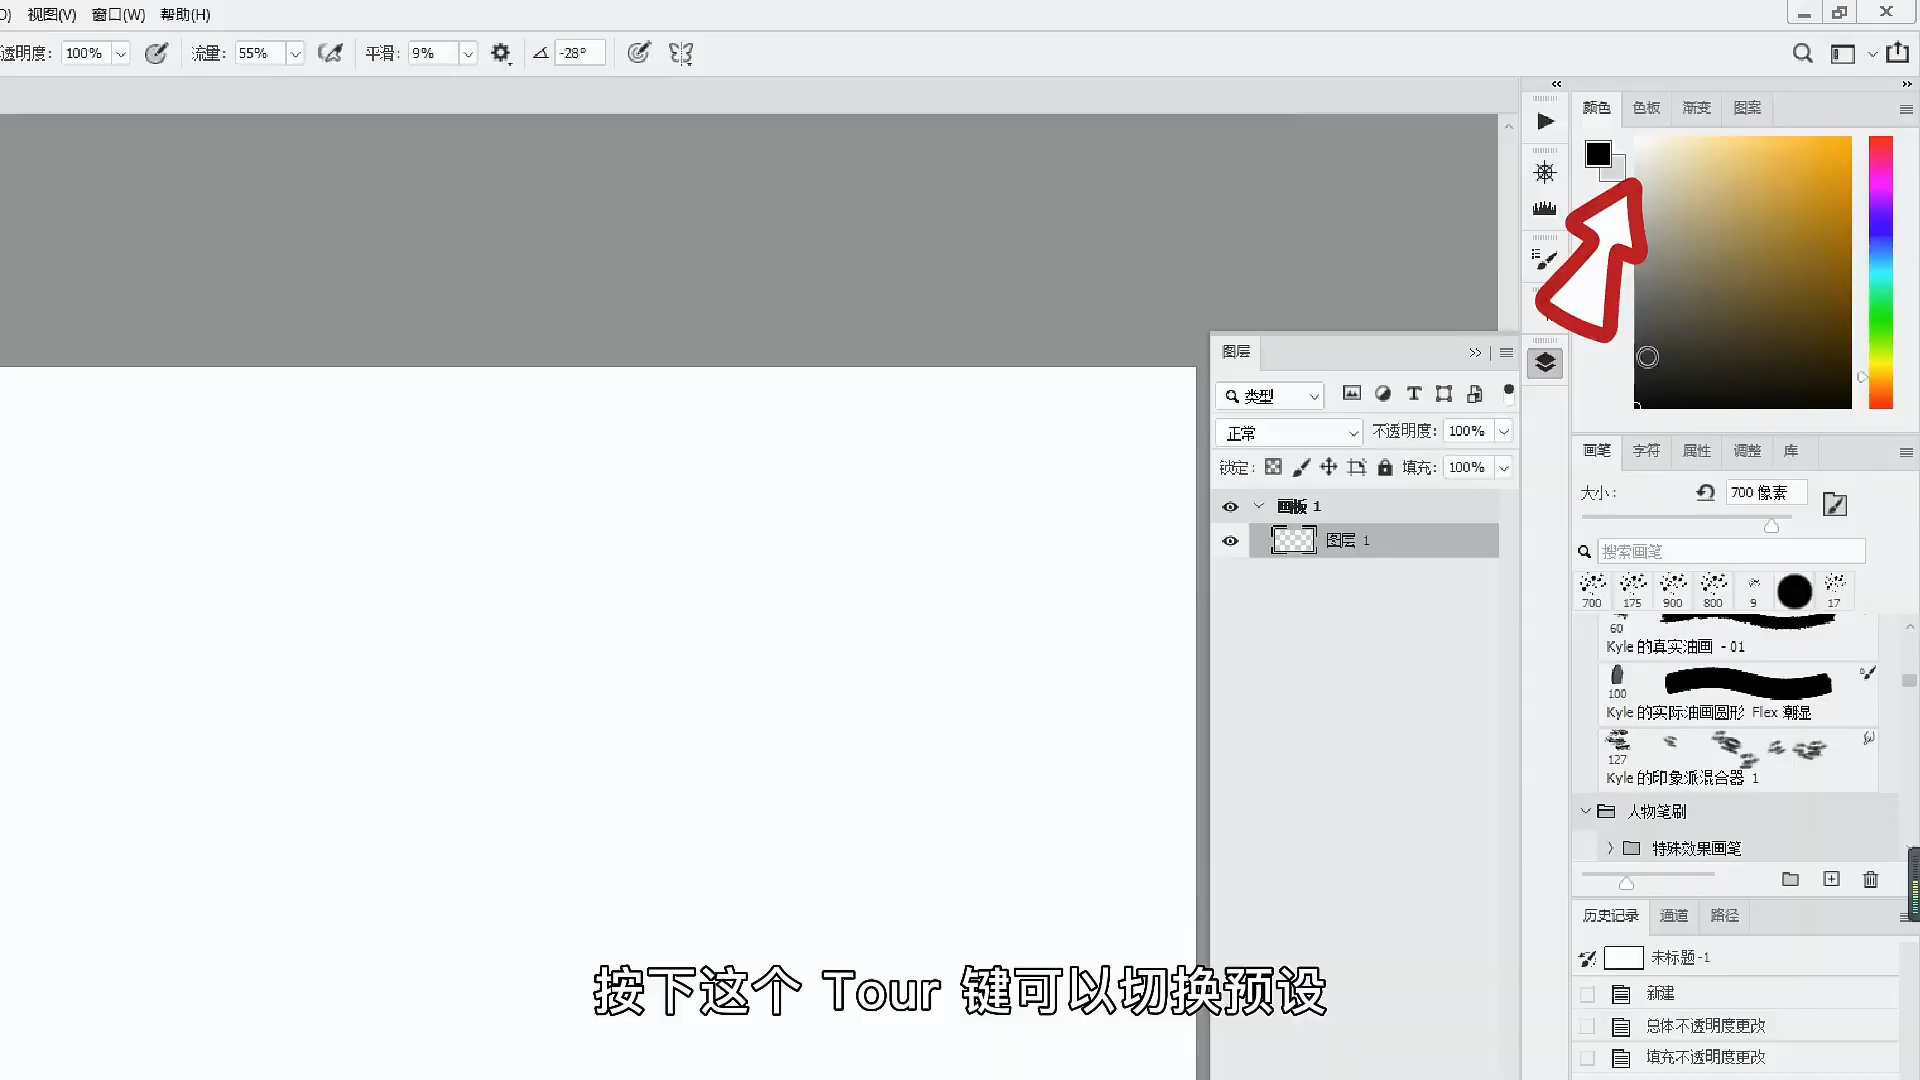 视图(V) 窗口(W) 帮助(H)
透明度: 100% 流量: 55% 平滑: 9% -28°
颜色 色板 渐变 图案
图层
类型
正常 不透明度: 100%
锁定: 填充: 100%
画板 1
图层 1
画笔 字符 属性 调整 库
大小: 700 像素
搜索画笔
700 175 900 800 9 17
60
Kyle 的真实油画 - 01
100
Kyle 的实际油画圆形 Flex 潮湿
127
Kyle 的印象派混合器 1
人物笔刷
特殊效果画笔
历史记录 通道 路径
未标题-1
新建
总体不透明度更改
填充不透明度更改
按下这个 Tour 键可以切换预设